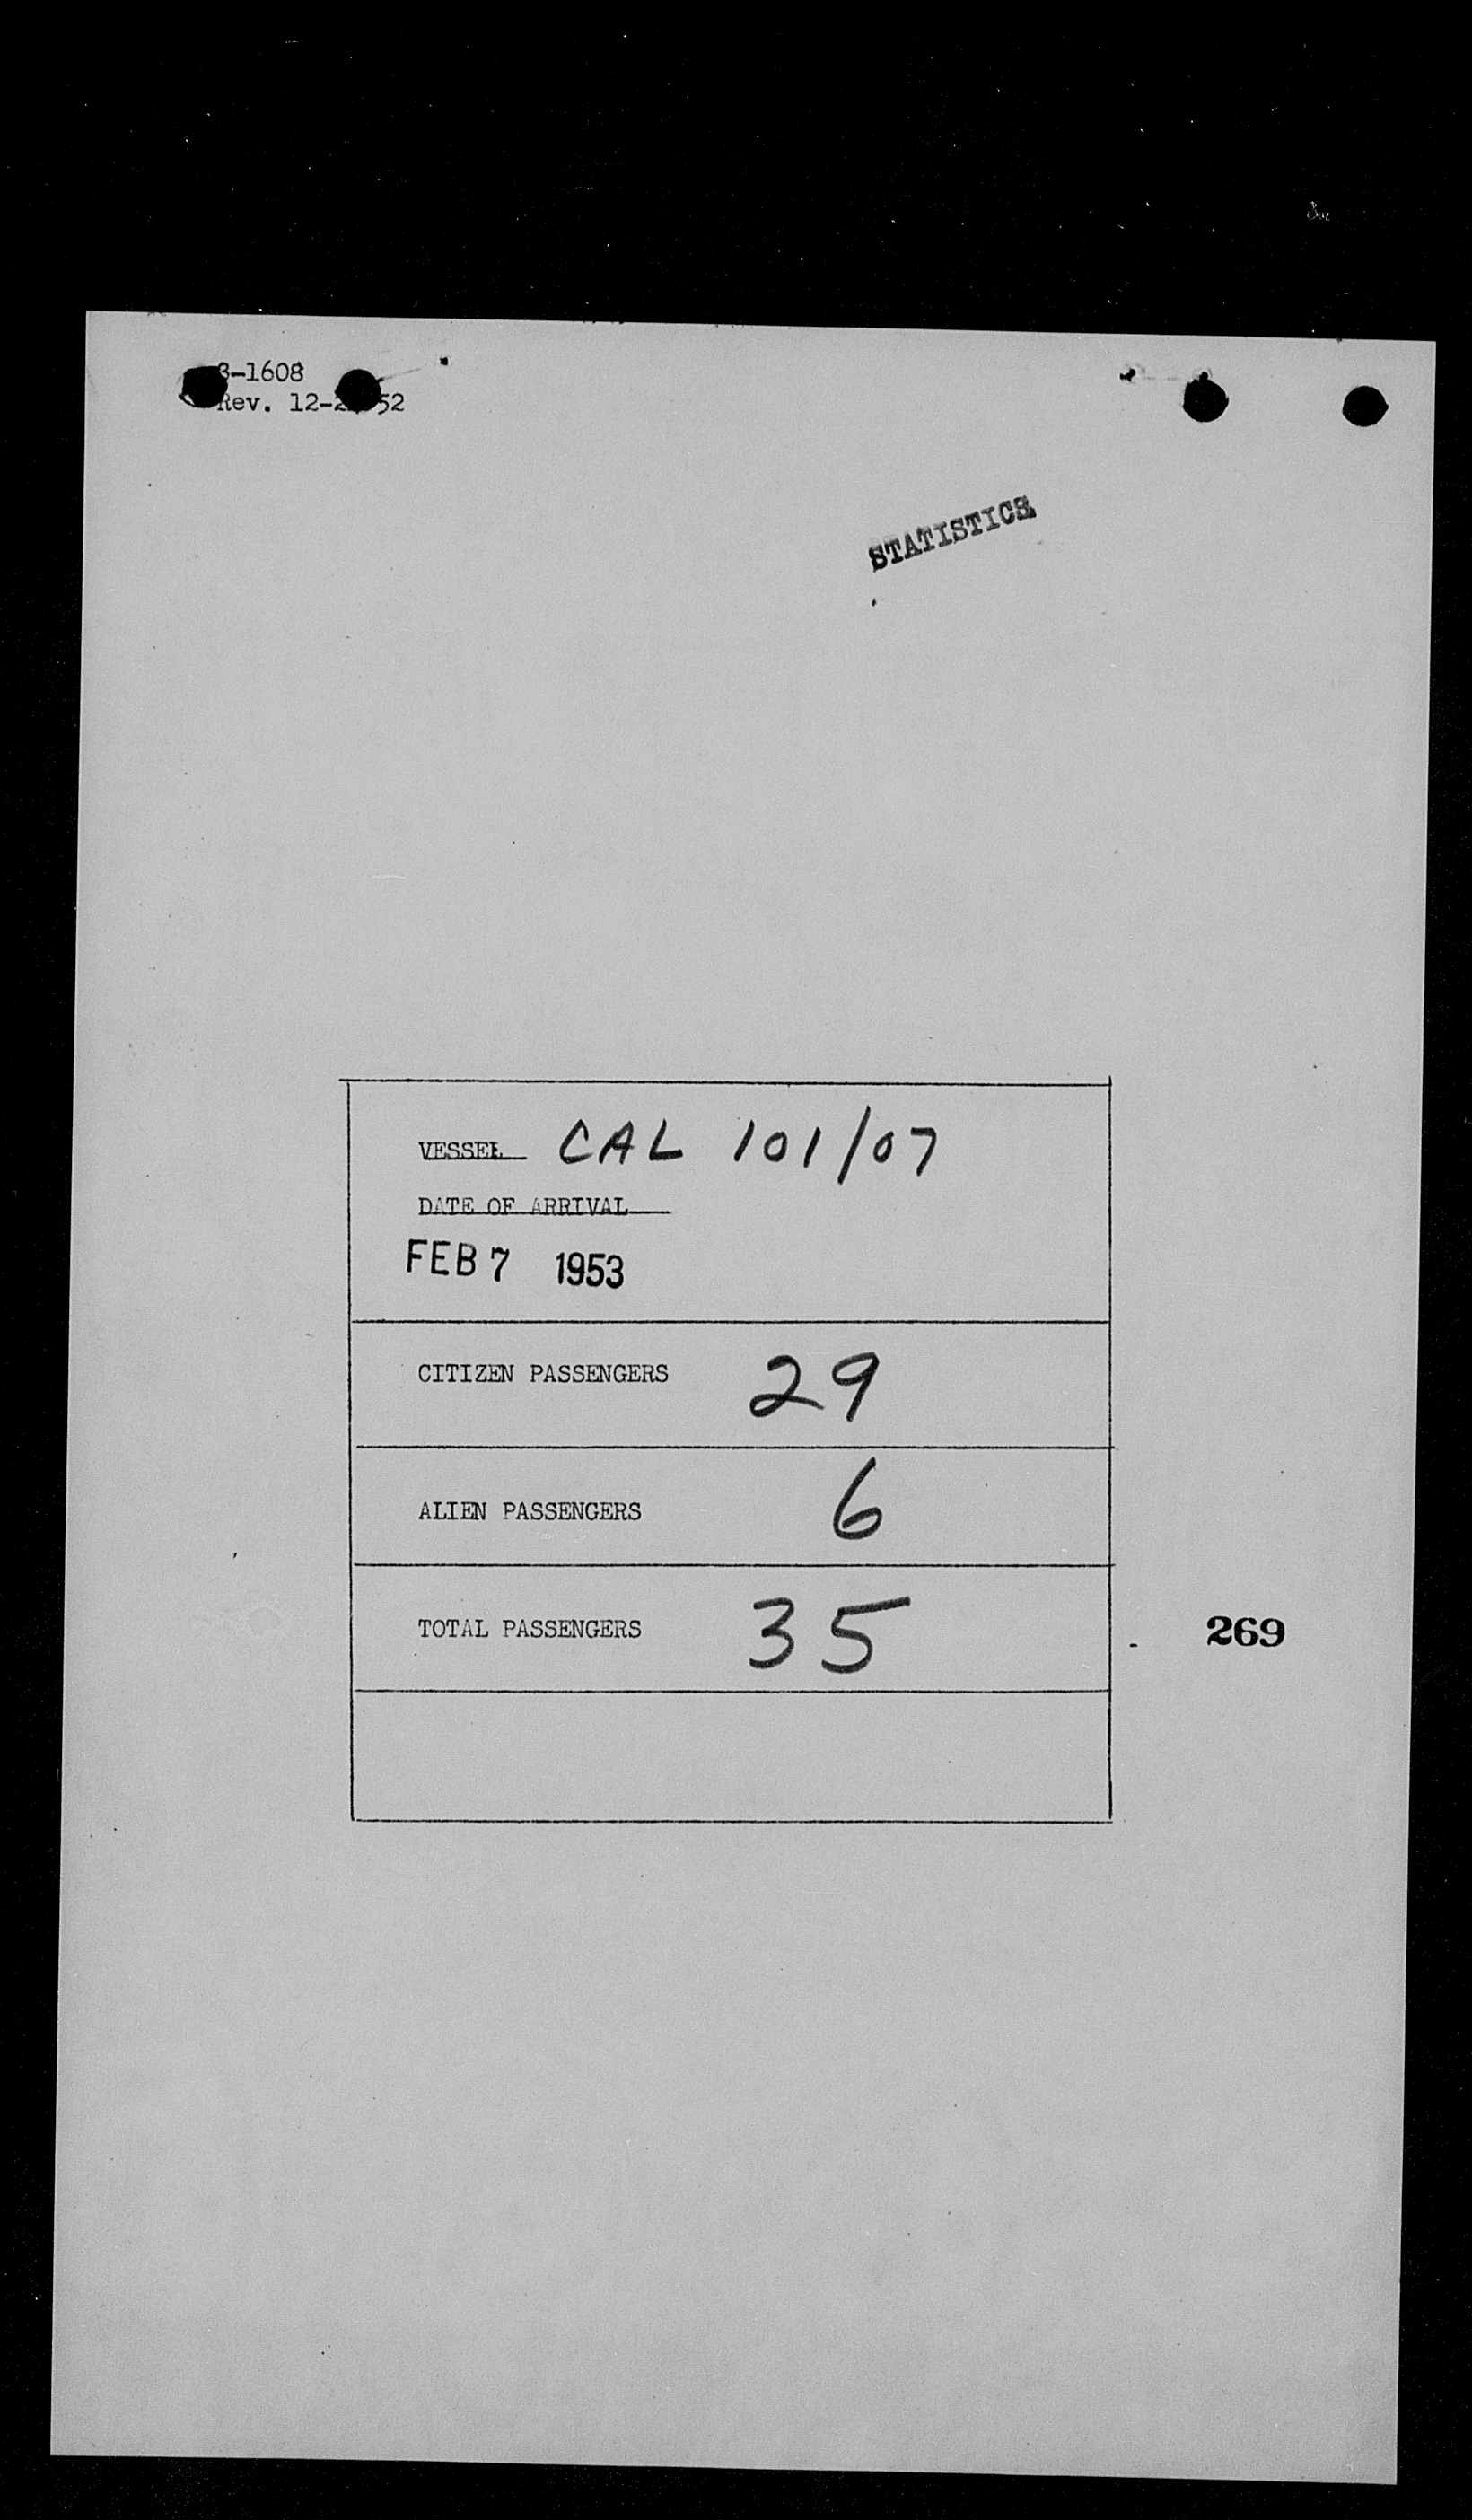 3-1608
Rev. 12-2 52
STATISTICS
VESSEL CAL 101/07
DATE OF ARRIVAL
FEB 7 1953
CITIZEN PASSENGERS 29
ALIEN PASSENGERS 6
TOTAL PASSENGERS 35
269